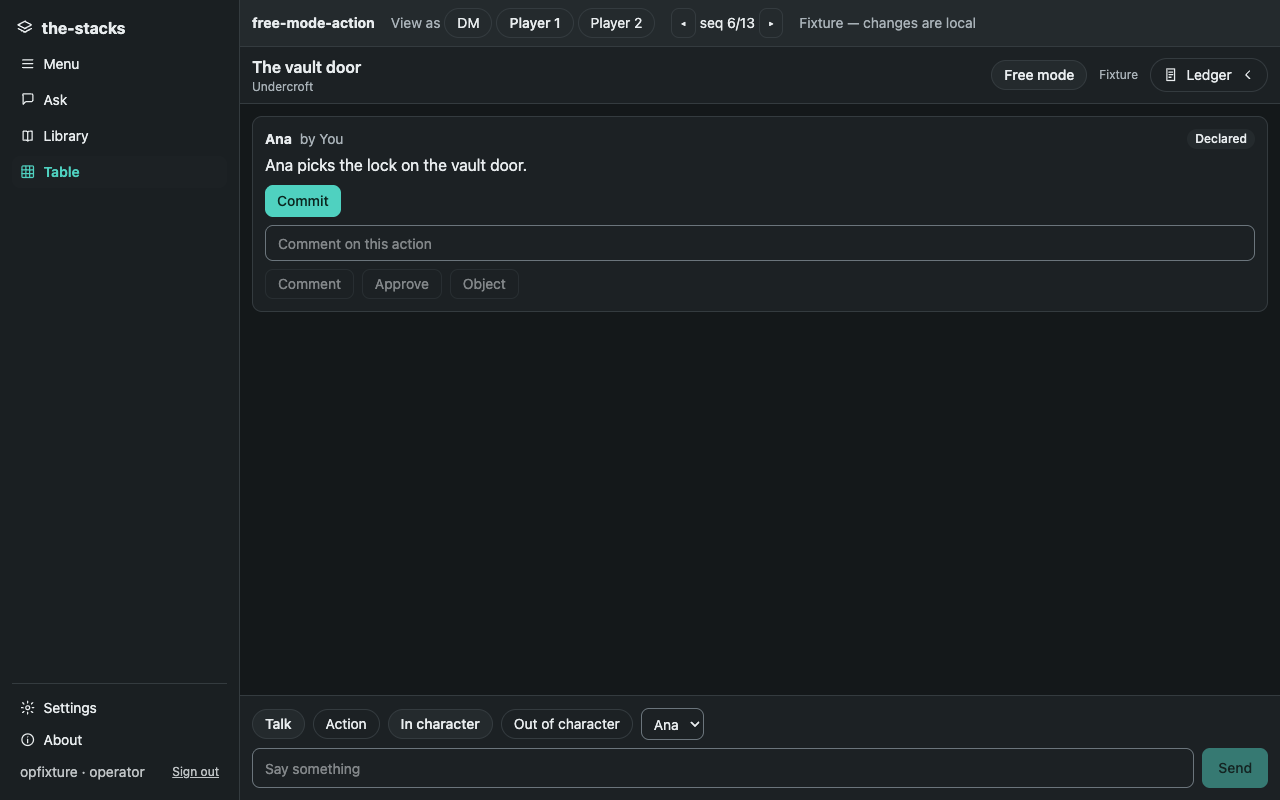 the-stacks
Menu
Ask
Library
Table
Settings
About
opfixture · operator Sign out
free-mode-action View as DM Player 1 Player 2 ◂ seq 6/13 ▸ Fixture — changes are local
The vault door
Undercroft
Free mode Fixture Ledger
Ana by You Declared
Ana picks the lock on the vault door.
Commit
Comment on this action
Comment Approve Object
Talk Action In character Out of character Ana
Say something Send